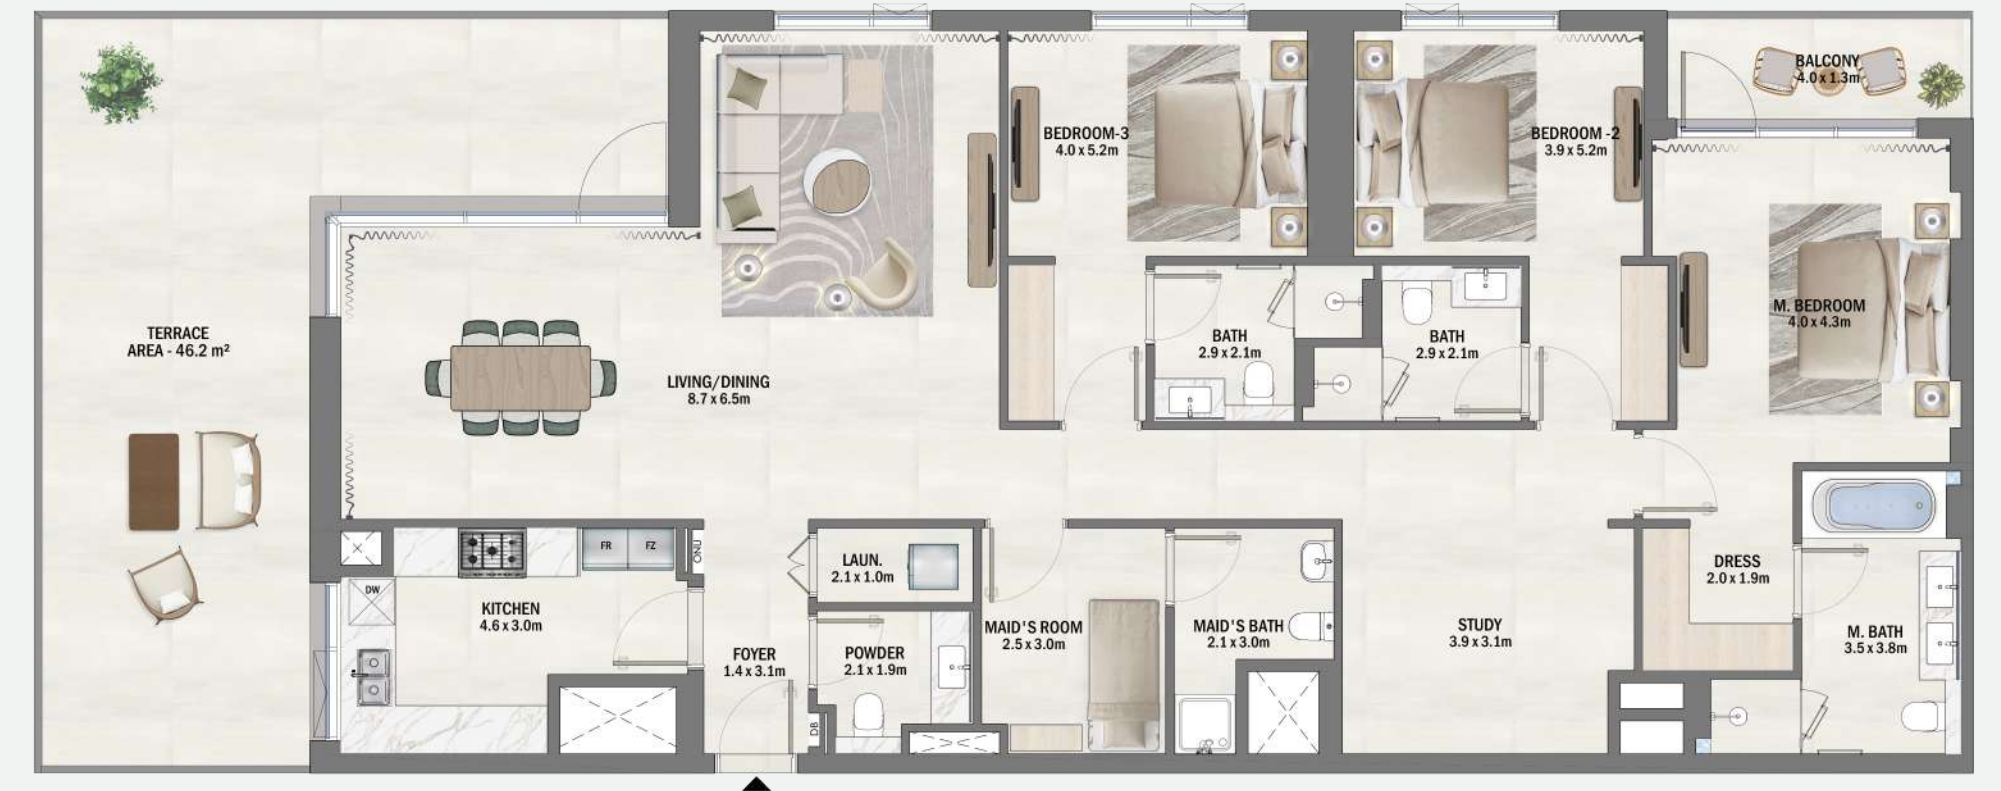 BALCONY
4.0 x 1.3m
BEDROOM-3
4.0 x 5.2m
BEDROOM -2
3.9 x 5.2m
M. BEDROOM
4.0 x 4.3m
TERRACE
AREA - 46.2 m²
BATH
2.9 x 2.1m
BATH
2.9 x 2.1m
LIVING/DINING
8.7 x 6.5m
FR
FZ
ONU
DW
KITCHEN
4.6 x 3.0m
LAUN.
2.1 x 1.0m
DRESS
2.0 x 1.9m
FOYER
1.4 x 3.1m
POWDER
2.1 x 1.9m
MAID'S ROOM
2.5 x 3.0m
MAID'S BATH
2.1 x 3.0m
STUDY
3.9 x 3.1m
M. BATH
3.5 x 3.8m
DB